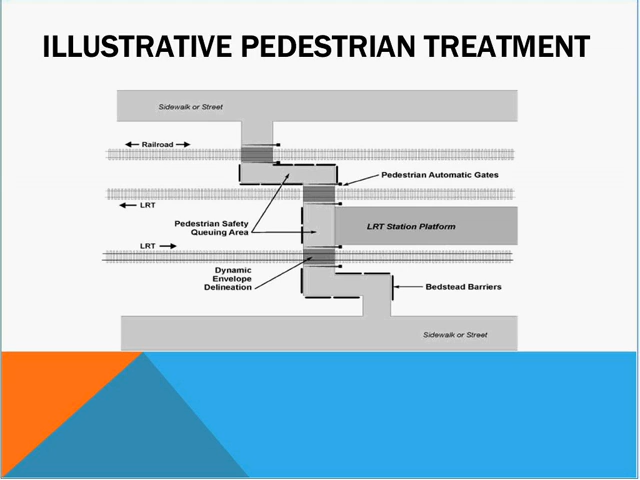 ILLUSTRATIVE PEDESTRIAN TREATMENT
Sidewalk or Street
Railroad
Pedestrian Automatic Gates
LRT
Pedestrian Safety
Queuing Area
LRT Station Platform
LRT
Dynamic
Envelope
Delineation
Bedstead Barriers
Sidewalk or Street